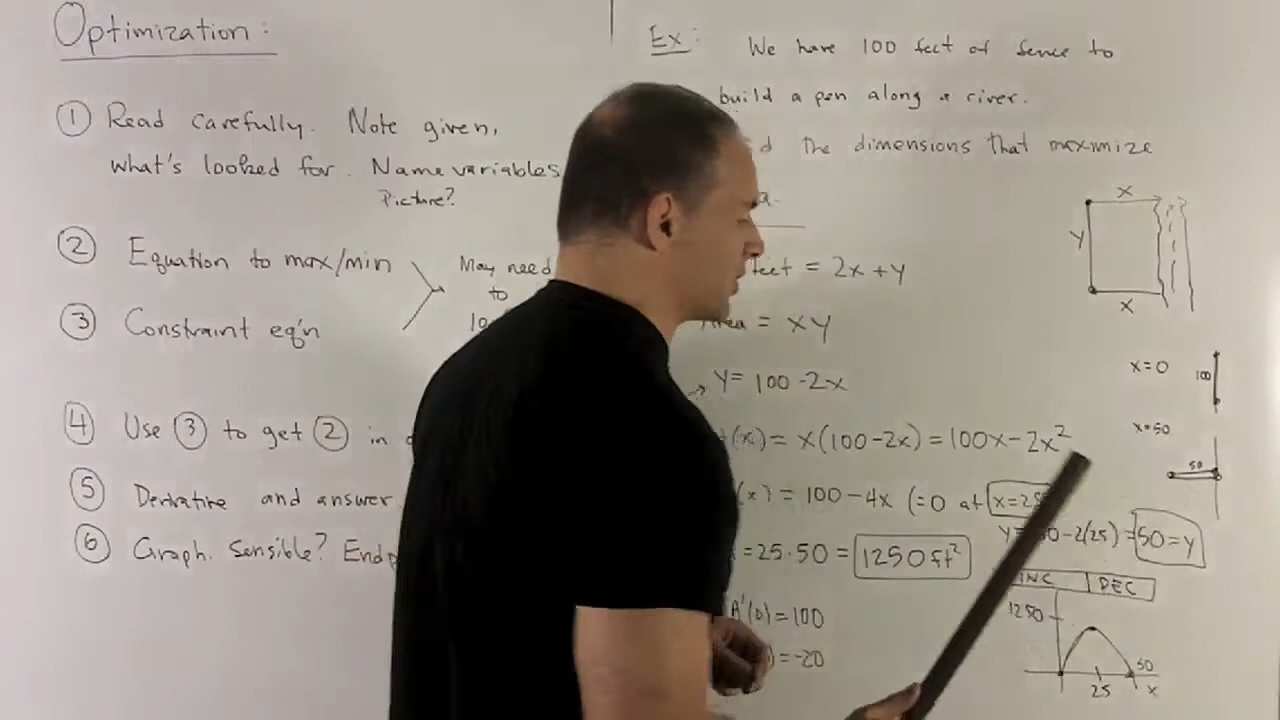 Optimization:
① Read carefully. Note given,
what's looked for. Name variables
Picture?
② Equation to max/min
③ Constraint eq'n
May need
to
④ Use ③ to get ② in
⑤ Derivative and answer
⑥ Graph. Sensible?
Ex: We have 100 feet of fence to
build a pen along a river.
the dimensions that maximize
feet = 2x + y
Area = xy
y = 100 - 2x
(x) = x(100-2x) = 100x - 2x²
(x) = 100 - 4x (=0 at x=25
0-2(25) = 50 = y
= 25·50 = 1250 ft²
A'(0) = 100
) = -20
x
y
x
x=0
100
x=50
50
INC DEC
1250
25
50
x